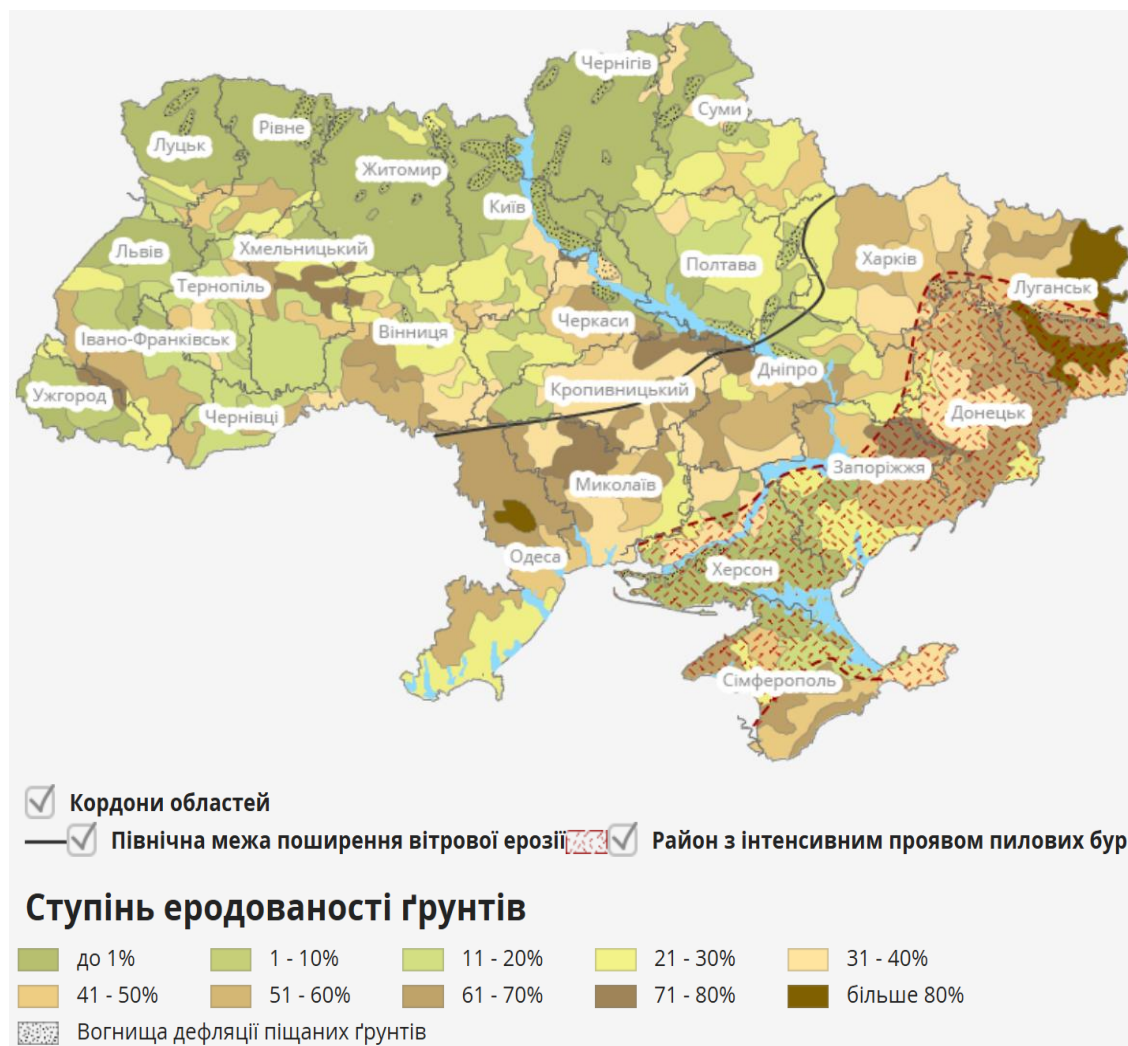 Чернігів
Суми
Рівне
Луцьк
Житомир
Київ
Львів
Хмельницький
Харків
Полтава
Тернопіль
Луганськ
Черкаси
Вінниця
Івано-Франківськ
Дніпро
Кропивницький
Ужгород
Донецьк
Чернівці
Запоріжжя
Миколаїв
Одеса
Херсон
Сімферополь
Кордони областей
Північна межа поширення вітрової ерозії Район з інтенсивним проявом пилових бур
Ступінь еродованості ґрунтів
до 1% 1 - 10% 11 - 20% 21 - 30% 31 - 40%
41 - 50% 51 - 60% 61 - 70% 71 - 80% більше 80%
Вогнища дефляції піщаних ґрунтів